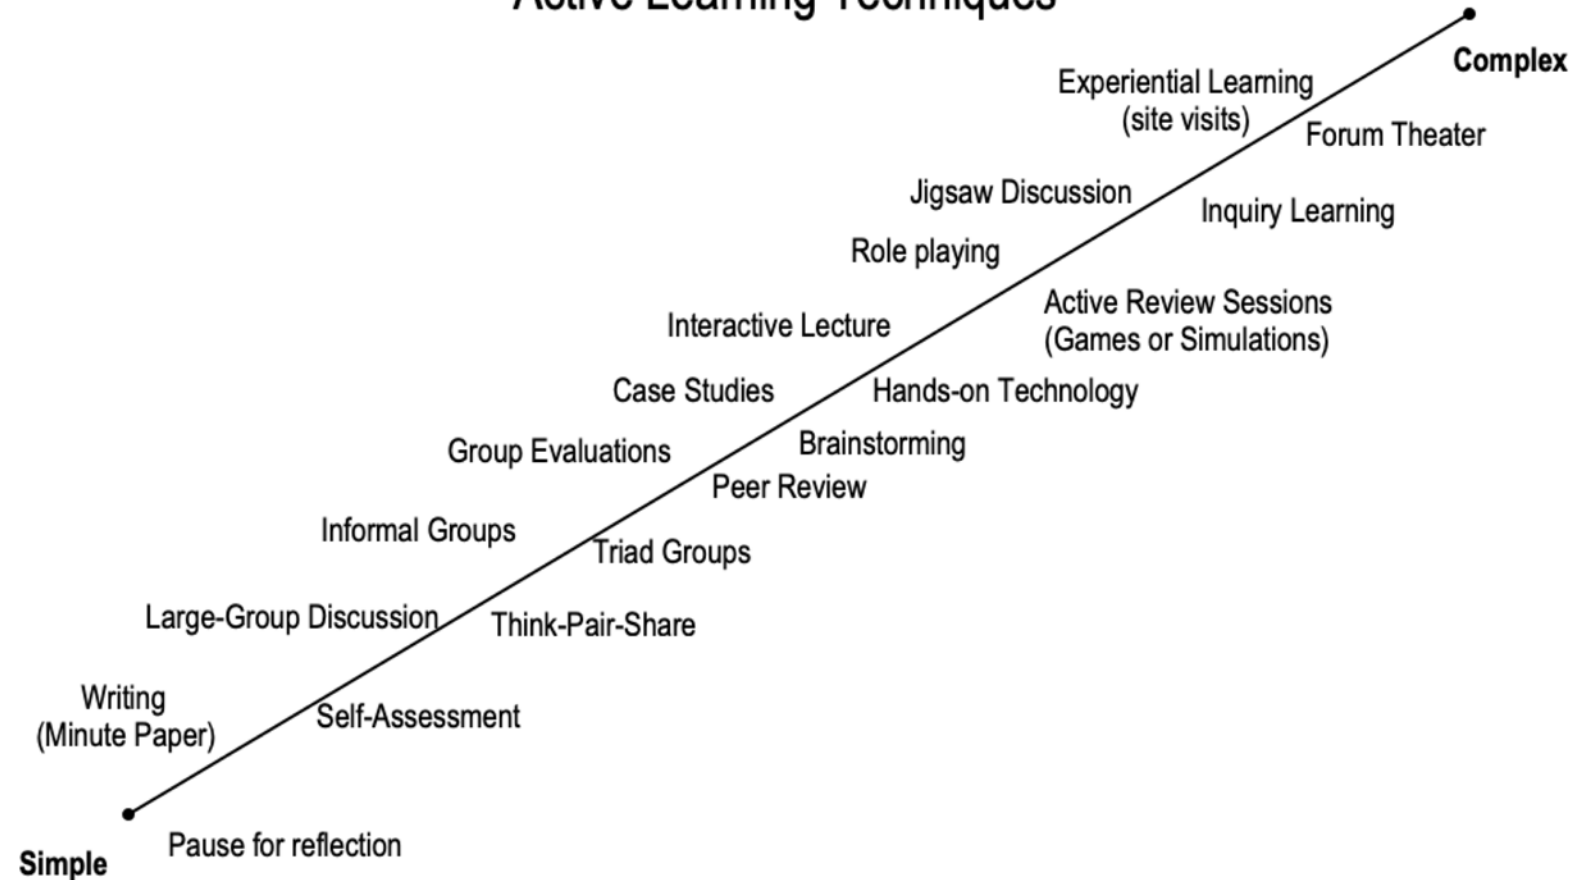 Active Learning Techniques
Complex
Experiential Learning
(site visits)
Forum Theater
Jigsaw Discussion
Inquiry Learning
Role playing
Active Review Sessions
(Games or Simulations)
Interactive Lecture
Case Studies
Hands-on Technology
Group Evaluations
Brainstorming
Peer Review
Informal Groups
Triad Groups
Large-Group Discussion
Think-Pair-Share
Writing
(Minute Paper)
Self-Assessment
Pause for reflection
Simple